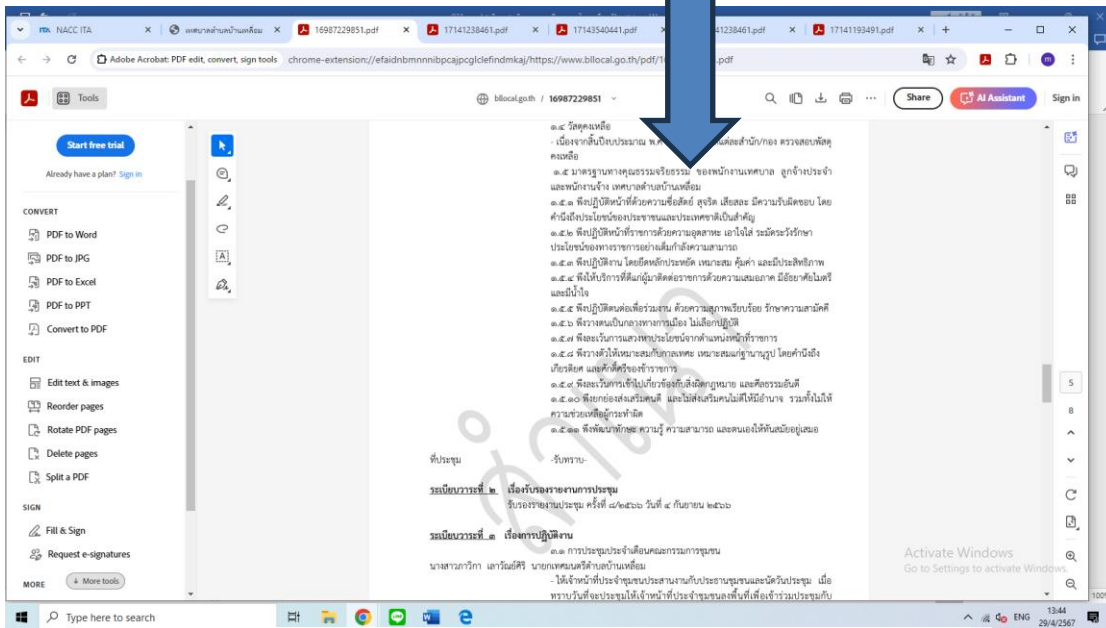 NACC ITA
เทศบาลตำบลบ้านเหลื่อม
16987229851.pdf
17141238461.pdf
17143540441.pdf
41238461.pdf
17141193491.pdf
Adobe Acrobat: PDF edit, convert, sign tools
chrome-extension://efaidnbmnnnibpcajpcglclefindmkaj/https://www.bllocal.go.th/pdf/1
.pdf
Tools
bllocal.go.th / 16987229851
Share
AI Assistant
Sign in
Start free trial
Already have a plan? Sign in
CONVERT
PDF to Word
PDF to JPG
PDF to Excel
PDF to PPT
Convert to PDF
EDIT
Edit text & images
Reorder pages
Rotate PDF pages
Delete pages
Split a PDF
SIGN
Fill & Sign
Request e-signatures
MORE
More tools
๑.๔ วัสดุคงเหลือ
- เนื่องจากสิ้นปีงบประมาณ พ.ศ แต่ละสำนัก/กอง ตรวจสอบพัสดุ
คงเหลือ
๑.๕ มาตรฐานทางคุณธรรมจริยธรรม ของพนักงานเทศบาล ลูกจ้างประจำ
และพนักงานจ้าง เทศบาลตำบลบ้านเหลื่อม
๑.๕.๑ พึงปฏิบัติหน้าที่ด้วยความซื่อสัตย์ สุจริต เสียสละ มีความรับผิดชอบ โดย
คำนึงถึงประโยชน์ของประชาชนและประเทศชาติเป็นสำคัญ
๑.๕.๒ พึงปฏิบัติหน้าที่ราชการด้วยความอุตสาหะ เอาใจใส่ ระมัดระวังรักษา
ประโยชน์ของทางราชการอย่างเต็มกำลังความสามารถ
๑.๕.๓ พึงปฏิบัติงาน โดยยึดหลักประหยัด เหมาะสม คุ้มค่า และมีประสิทธิภาพ
๑.๕.๔ พึงให้บริการที่ดีแก่ผู้มาติดต่อราชการด้วยความเสมอภาค มีอัธยาศัยไมตรี
และมีน้ำใจ
๑.๕.๕ พึงปฏิบัติตนต่อเพื่อร่วมงาน ด้วยความสุภาพเรียบร้อย รักษาความสามัคคี
๑.๕.๖ พึงวางตนเป็นกลางทางการเมือง ไม่เลือกปฏิบัติ
๑.๕.๗ พึงละเว้นการแสวงหาประโยชน์จากตำแหน่งหน้าที่ราชการ
๑.๕.๘ พึงวางตัวให้เหมาะสมกับกาลเทศะ เหมาะสมแก่ฐานานุรูป โดยคำนึงถึง
เกียรติยศ และศักดิ์ศรีของข้าราชการ
๑.๕.๙ พึงละเว้นการเข้าไปเกี่ยวข้องกับสิ่งผิดกฎหมาย และศีลธรรมอันดี
๑.๕.๑๐ พึงยกย่องส่งเสริมคนดี และไม่ส่งเสริมคนไม่ดีให้มีอำนาจ รวมทั้งไม่ให้
ความช่วยเหลือผู้กระทำผิด
๑.๕.๑๑ พึงพัฒนาทักษะ ความรู้ ความสามารถ และตนเองให้ทันสมัยอยู่เสมอ
ที่ประชุม -รับทราบ-
ระเบียบวาระที่ ๒ เรื่องรับรองรายงานการประชุม
รับรองรายงานประชุม ครั้งที่ ๘/๒๕๖๖ วันที่ ๔ กันยายน ๒๕๖๖
ระเบียบวาระที่ ๓ เรื่องการปฏิบัติงาน
๓.๑ การประชุมประจำเดือนคณะกรรมการชุมชน
นางสาวภาวิกา เลาวัณย์ศิริ นายกเทศมนตรีตำบลบ้านเหลื่อม
- ให้เจ้าหน้าที่ประจำชุมชนประสานงานกับประธานชุมชนและนัดวันประชุม เมื่อ
ทราบวันที่จะประชุมให้เจ้าหน้าที่ประจำชุมชนลงพื้นที่เพื่อเข้าร่วมประชุมกับ
สำเนา
5
8
Activate Windows
Go to Settings to activate Windows.
100%
Type here to search
ENG
13:44
29/4/2567